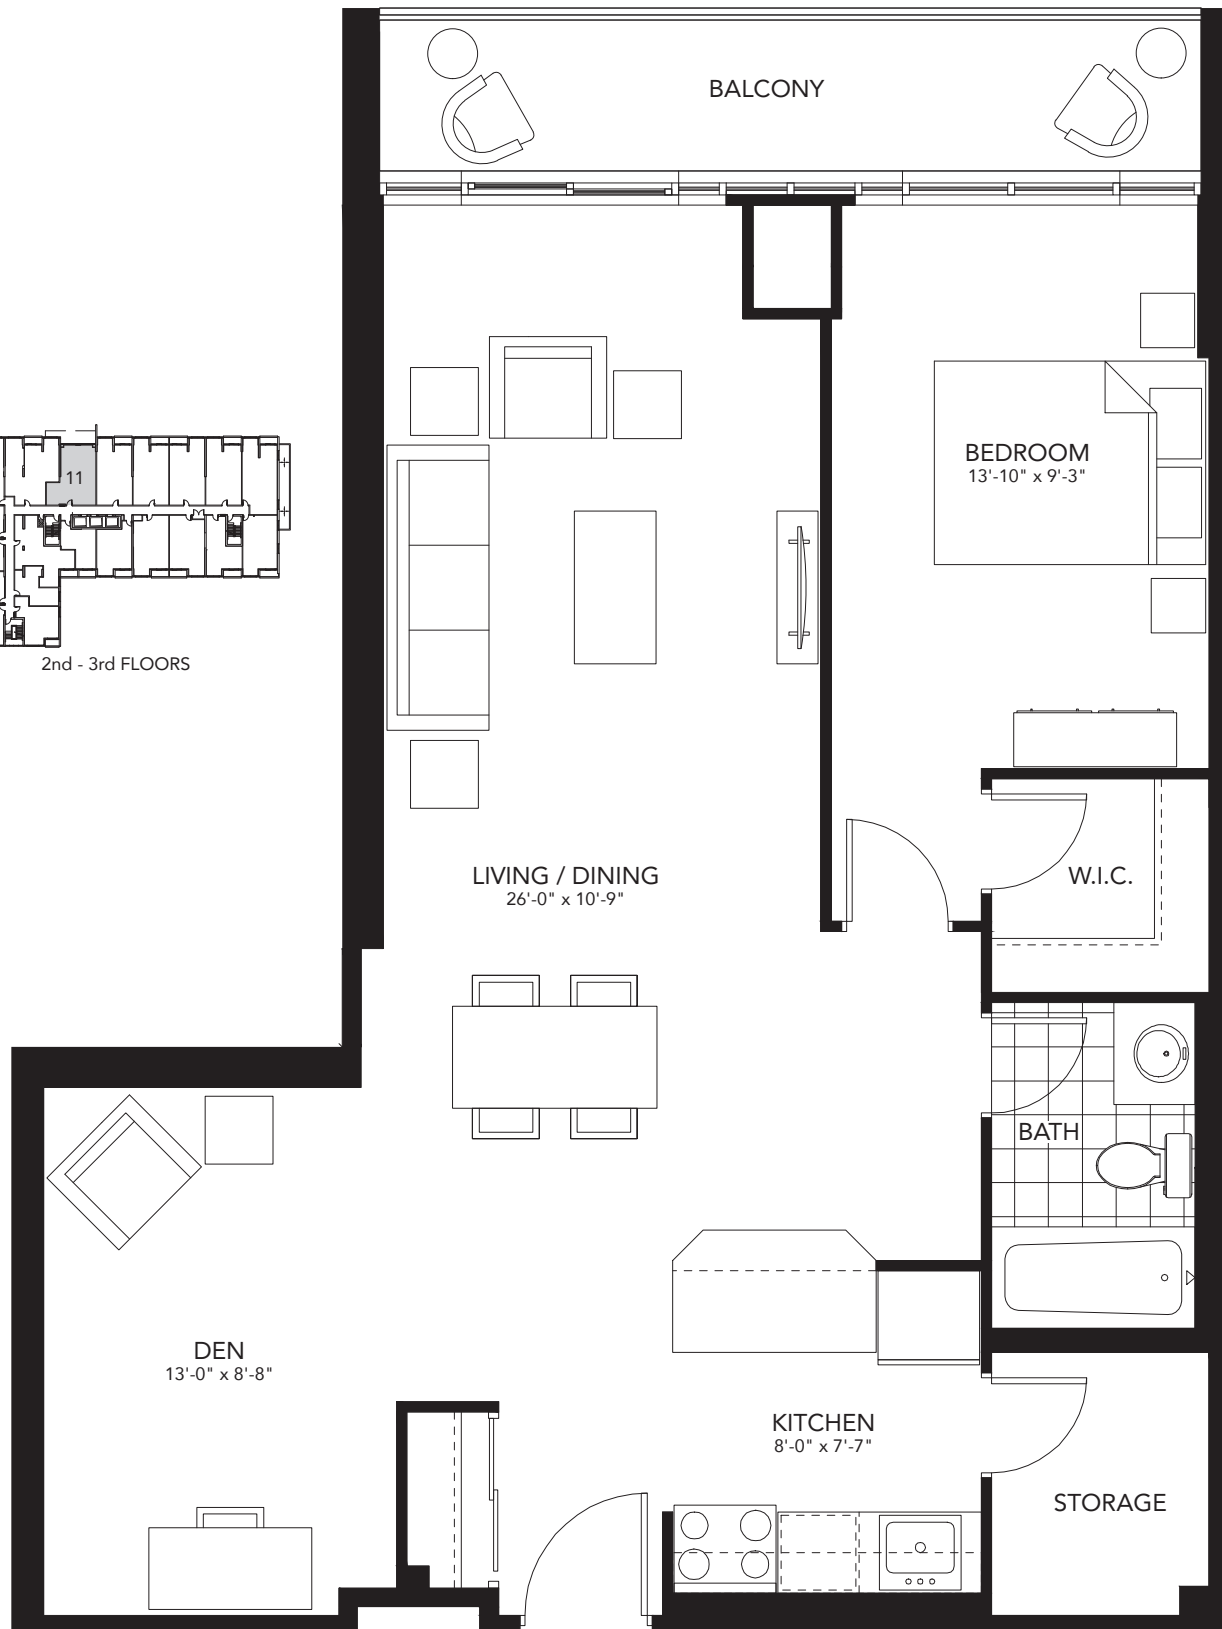 BALCONY
BEDROOM
13'-10" x 9'-3"
11
2nd - 3rd FLOORS
LIVING / DINING
26'-0" x 10'-9"
W.I.C.
BATH
DEN
13'-0" x 8'-8"
KITCHEN
8'-0" x 7'-7"
STORAGE